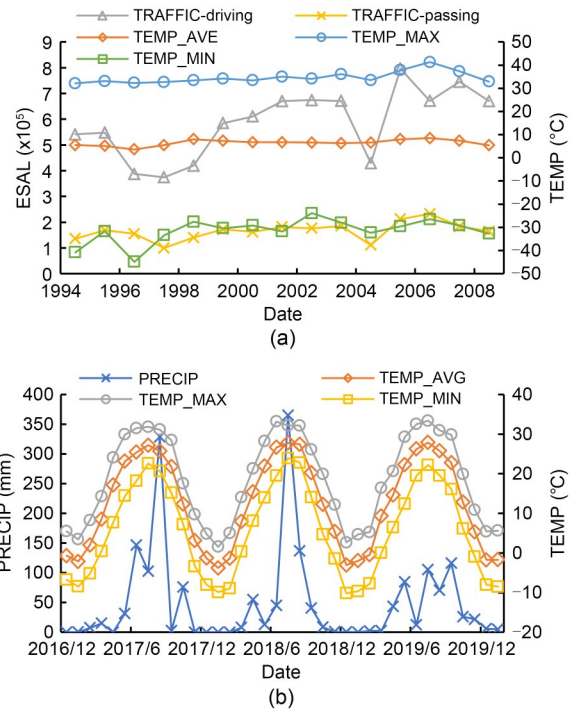 TRAFFIC-driving TRAFFIC-passing
TEMP_AVE TEMP_MAX
TEMP_MIN
9 50
8 40
7 30
6 20
5 10
4 0
3 −10
2 −20
1 −30
0 −40
−50
ESAL (x10⁵)
TEMP (°C)
1994 1996 1998 2000 2002 2004 2006 2008
Date
(a)
PRECIP TEMP_AVG
TEMP_MAX TEMP_MIN
400 40
350 30
300 20
250 10
200 0
150 −10
100 −20
50
0
PRECIP (mm)
TEMP (°C)
2016/12 2017/6 2017/12 2018/6 2018/12 2019/6 2019/12
Date
(b)